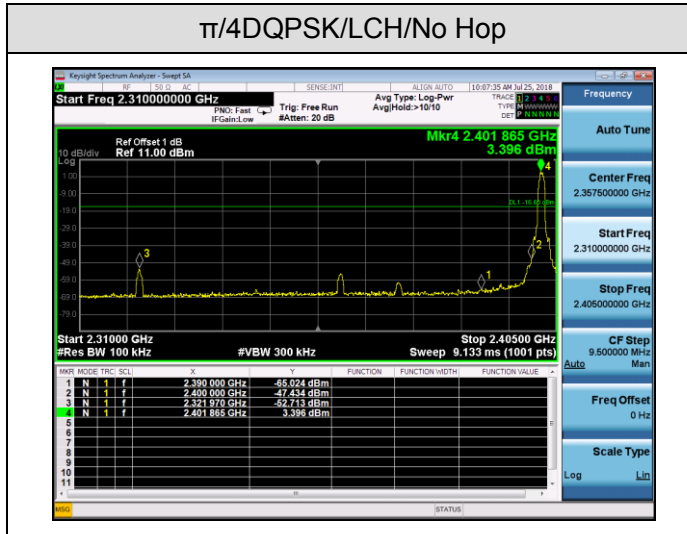 π/4DQPSK/LCH/No Hop
Keysight Spectrum Analyzer - Swept SA
RF 50 Ω AC SENSE:INT ALIGN AUTO 10:07:35 AM Jul 25, 2018
Start Freq 2.310000000 GHz
PNO: Fast
IFGain:Low
Trig: Free Run
#Atten: 20 dB
Avg Type: Log-Pwr
Avg|Hold:>10/10
TRACE 1 2 3 4 5 6
TYPE M WWWWW
DET P NNNNN
Frequency
Auto Tune
Center Freq
2.357500000 GHz
Start Freq
2.310000000 GHz
Stop Freq
2.405000000 GHz
CF Step
9.500000 MHz
Auto Man
Freq Offset
0 Hz
Scale Type
Log Lin
Ref Offset 1 dB
Ref 11.00 dBm
10 dB/div
Log
Mkr4 2.401 865 GHz
3.396 dBm
1.00
-9.00
-19.0
-29.0
-39.0
-49.0
-59.0
-69.0
-79.0
4
3
2
1
Start 2.31000 GHz
Stop 2.40500 GHz
#Res BW 100 kHz
#VBW 300 kHz
Sweep 9.133 ms (1001 pts)
MKR MODE TRC SCL X Y FUNCTION FUNCTION WIDTH FUNCTION VALUE
1 N 1 f 2.390 000 GHz -65.024 dBm
2 N 1 f 2.400 000 GHz -47.434 dBm
3 N 1 f 2.321 970 GHz -52.713 dBm
4 N 1 f 2.401 865 GHz 3.396 dBm
5
6
7
8
9
10
11
MSG
STATUS